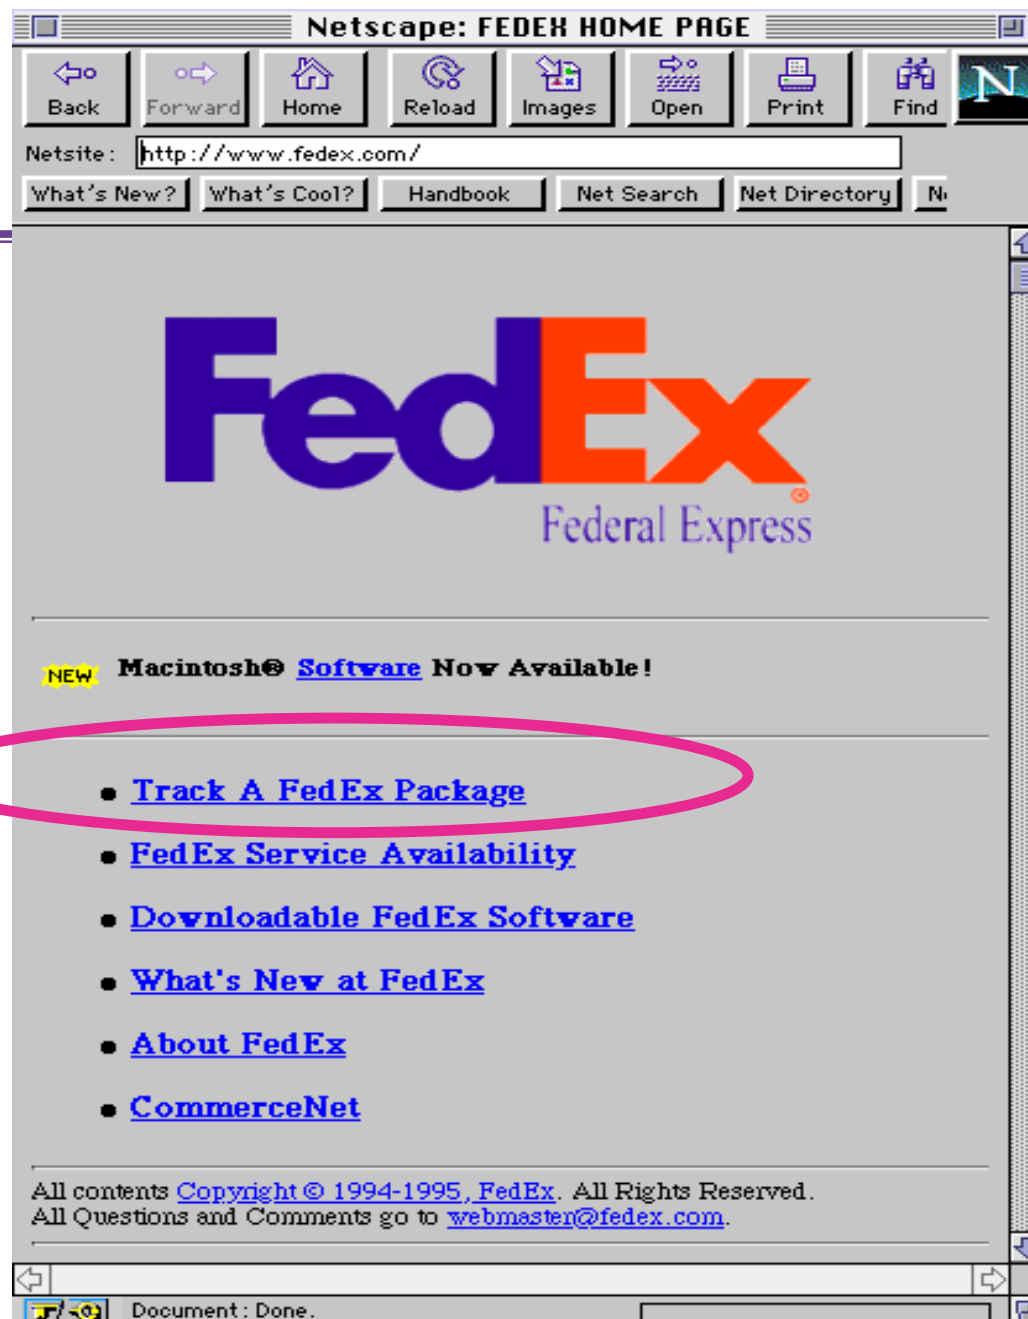 Netscape: FEDEX HOME PAGE
Back Forward Home Reload Images Open Print Find N
Netsite: http://www.fedex.com/
What's New? What's Cool? Handbook Net Search Net Directory
FedEx
®
Federal Express
NEW Macintosh® Software Now Available!
Track A FedEx Package
FedEx Service Availability
Downloadable FedEx Software
What's New at FedEx
About FedEx
CommerceNet
All contents Copyright © 1994-1995, FedEx. All Rights Reserved.
All Questions and Comments go to webmaster@fedex.com.
Document: Done.